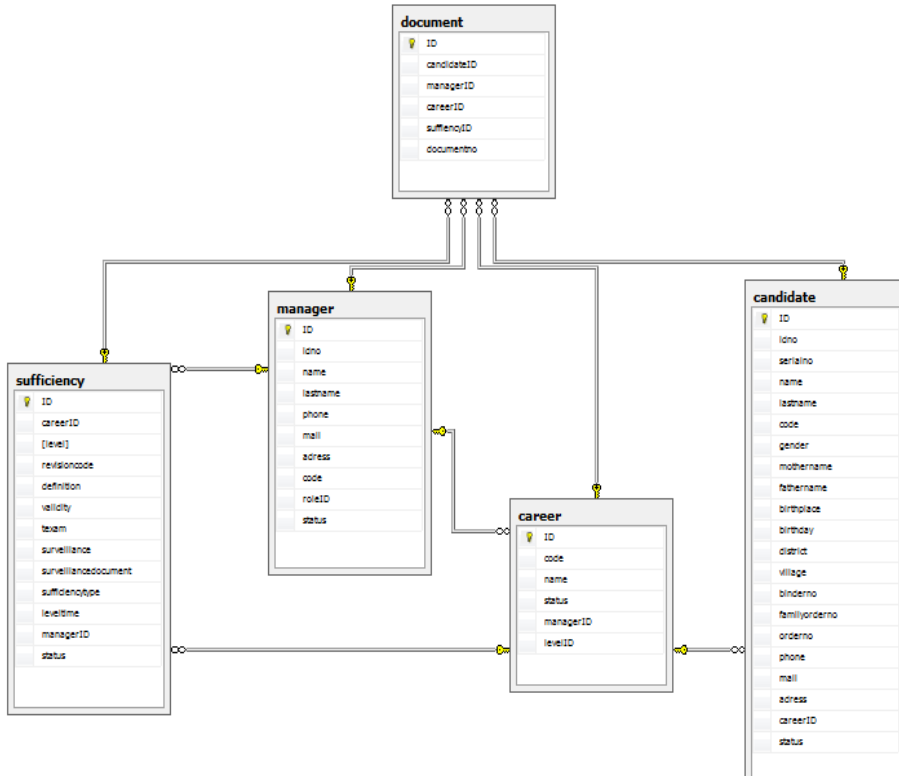 document
ID
candidateID
managerID
careerID
suffiencyID
documentno
manager
ID
idno
name
lastname
phone
mail
adress
code
roleID
status
sufficiency
ID
careerID
[level]
revisioncode
definition
validity
texam
surveillance
surveillancedocument
sufficiencytype
leveltime
managerID
status
career
ID
code
name
status
managerID
levelID
candidate
ID
idno
serialno
name
lastname
code
gender
mothername
fathername
birthplace
birthday
district
village
binderno
familyorderno
orderno
phone
mail
adress
careerID
status